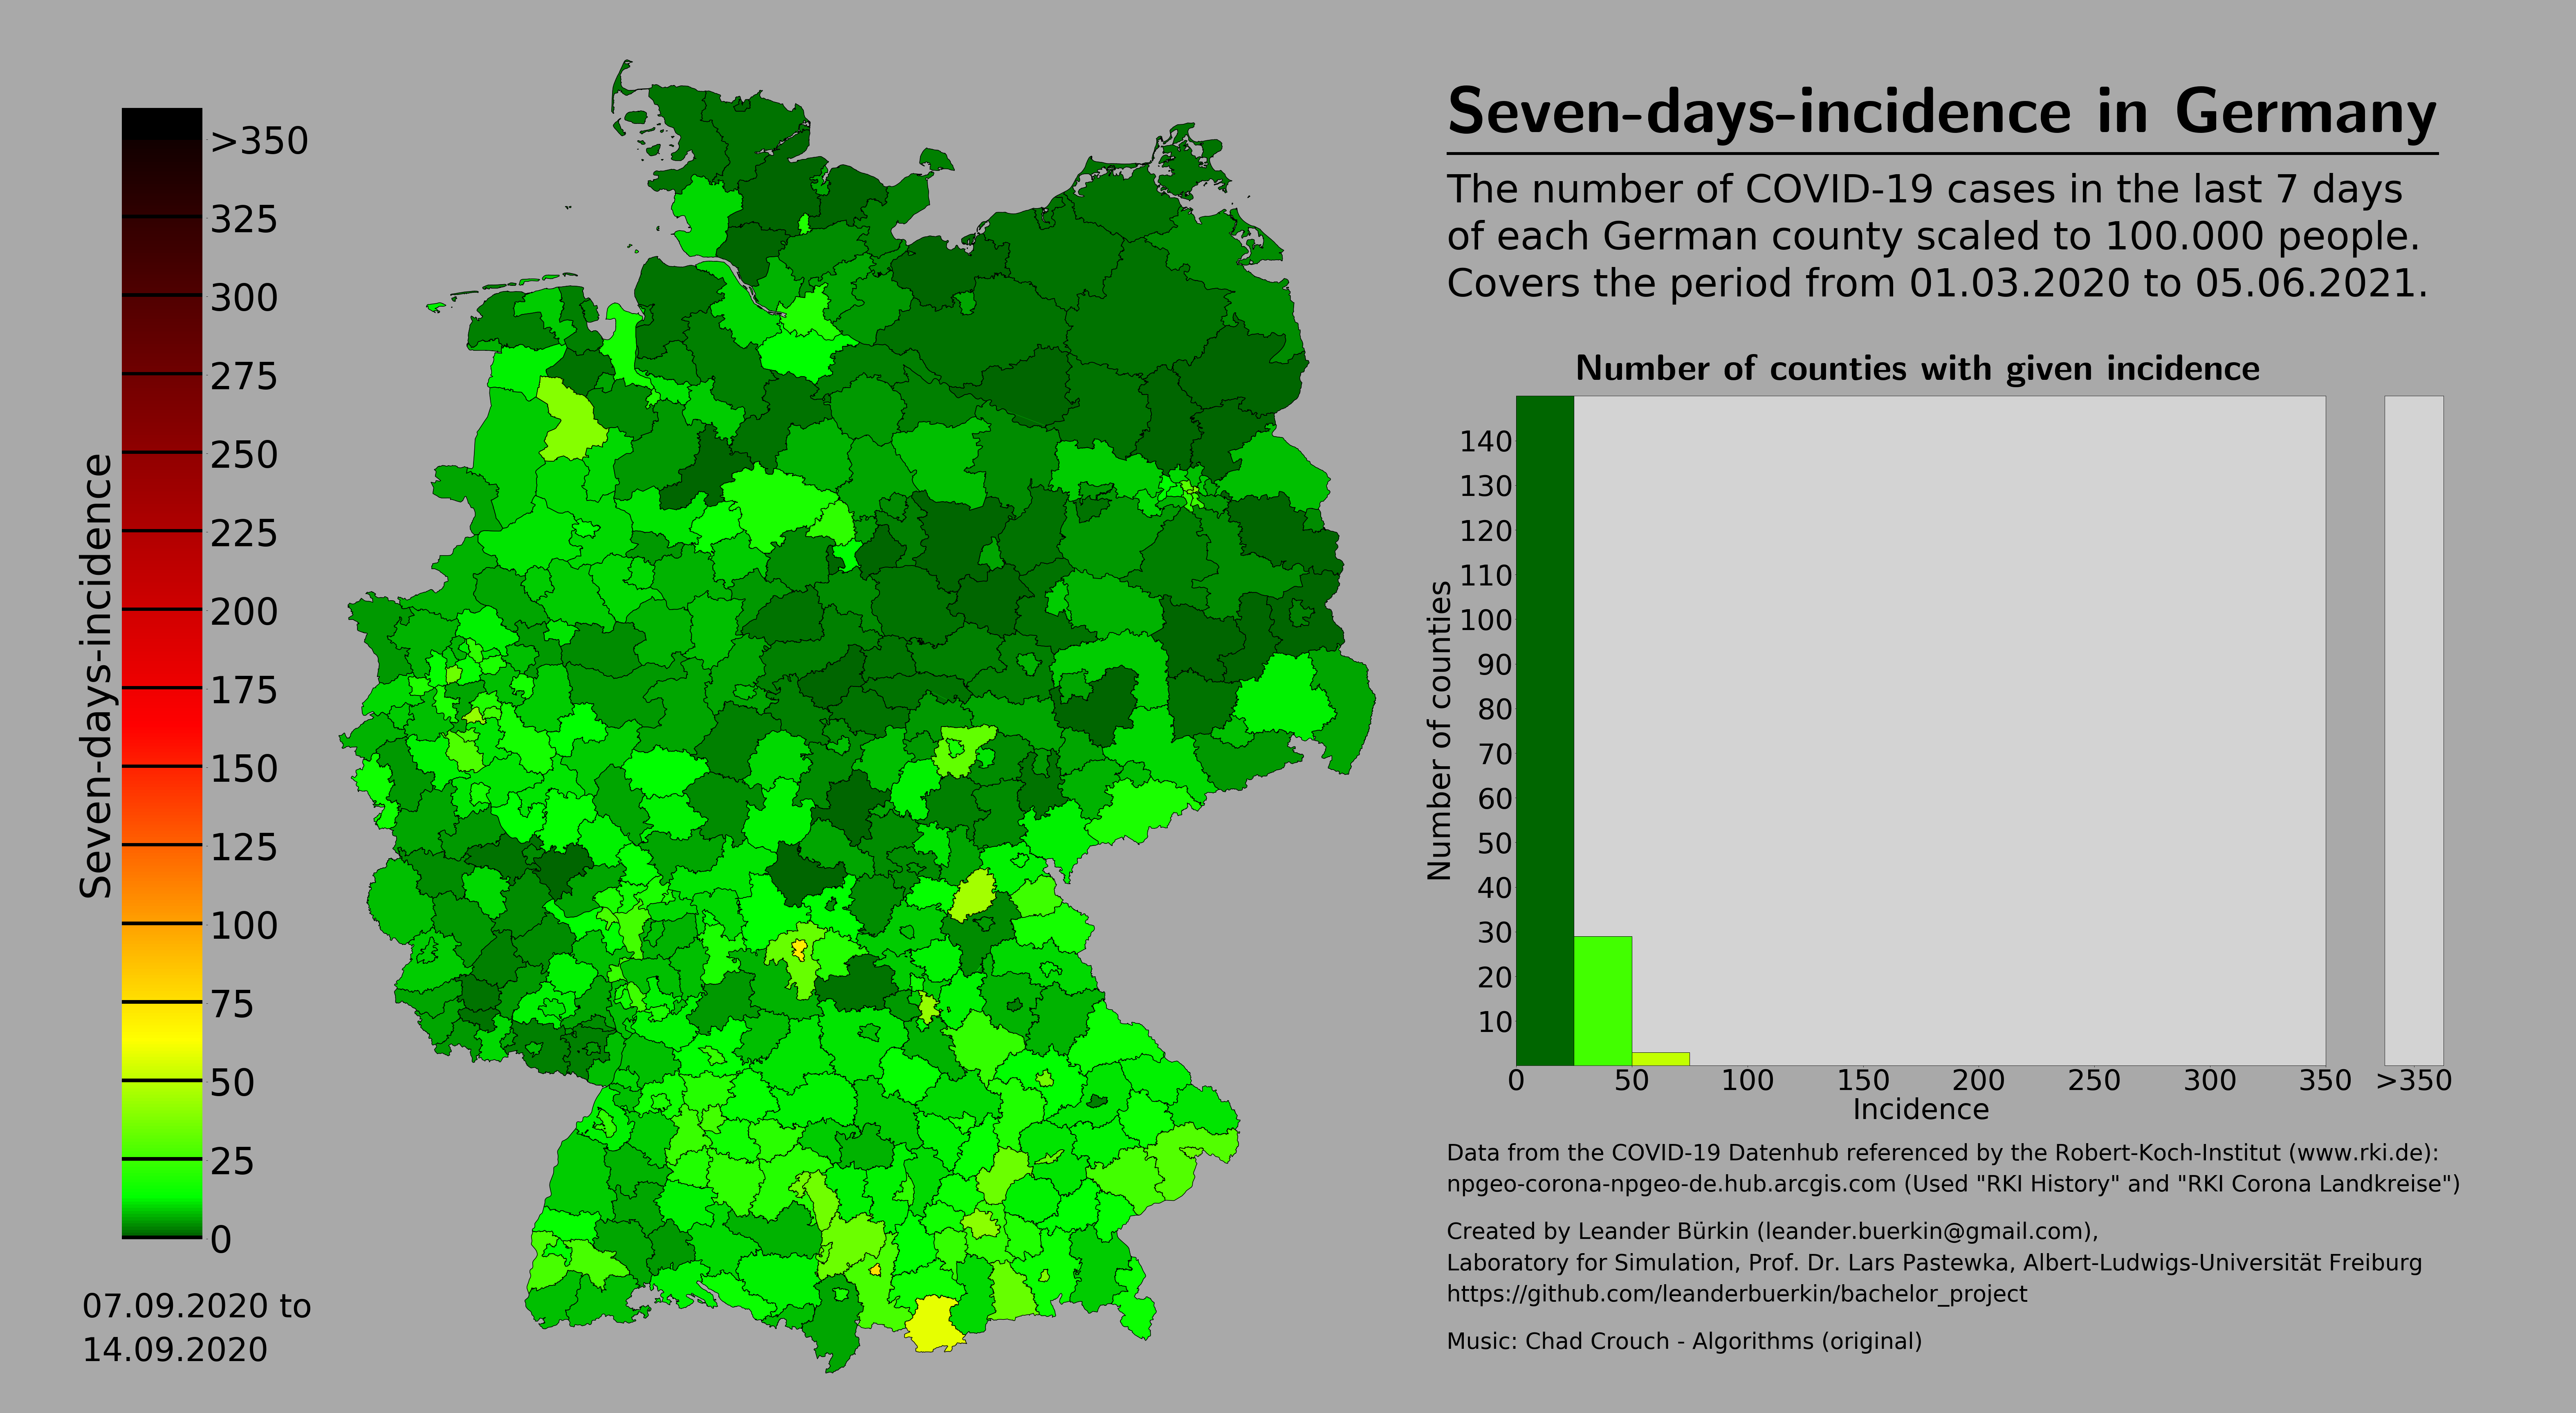 Seven-days-incidence in Germany
The number of COVID-19 cases in the last 7 days
of each German county scaled to 100.000 people.
Covers the period from 01.03.2020 to 05.06.2021.
Seven-days-incidence
>350
325
300
275
250
225
200
175
150
125
100
75
50
25
0
07.09.2020 to
14.09.2020
Number of counties with given incidence
Number of counties
140
130
120
110
100
90
80
70
60
50
40
30
20
10
0 50 100 150 200 250 300 350 >350
Incidence
Data from the COVID-19 Datenhub referenced by the Robert-Koch-Institut (www.rki.de):
npgeo-corona-npgeo-de.hub.arcgis.com (Used "RKI History" and "RKI Corona Landkreise")
Created by Leander Bürkin (leander.buerkin@gmail.com),
Laboratory for Simulation, Prof. Dr. Lars Pastewka, Albert-Ludwigs-Universität Freiburg
https://github.com/leanderbuerkin/bachelor_project
Music: Chad Crouch - Algorithms (original)